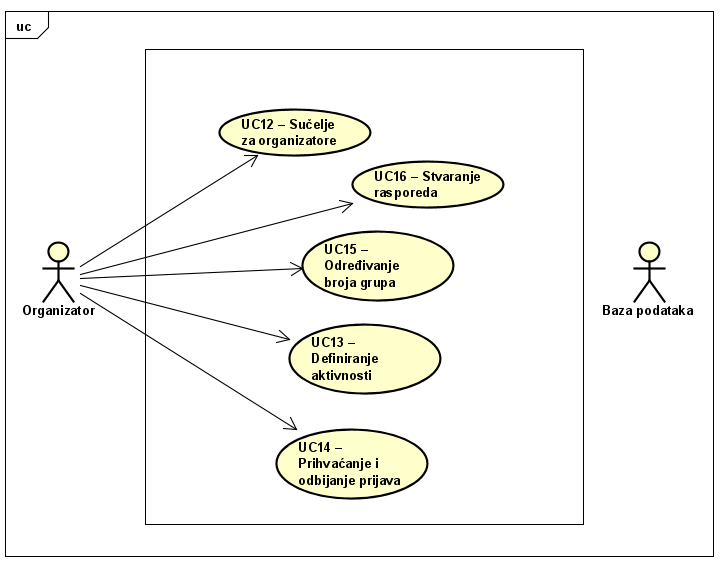 uc
UC12 – Sučelje
za organizatore
UC16 – Stvaranje
rasporeda
UC15 –
Određivanje
broja grupa
Organizator
Baza podataka
UC13 –
Definiranje
aktivnosti
UC14 –
Prihvaćanje i
odbijanje prijava